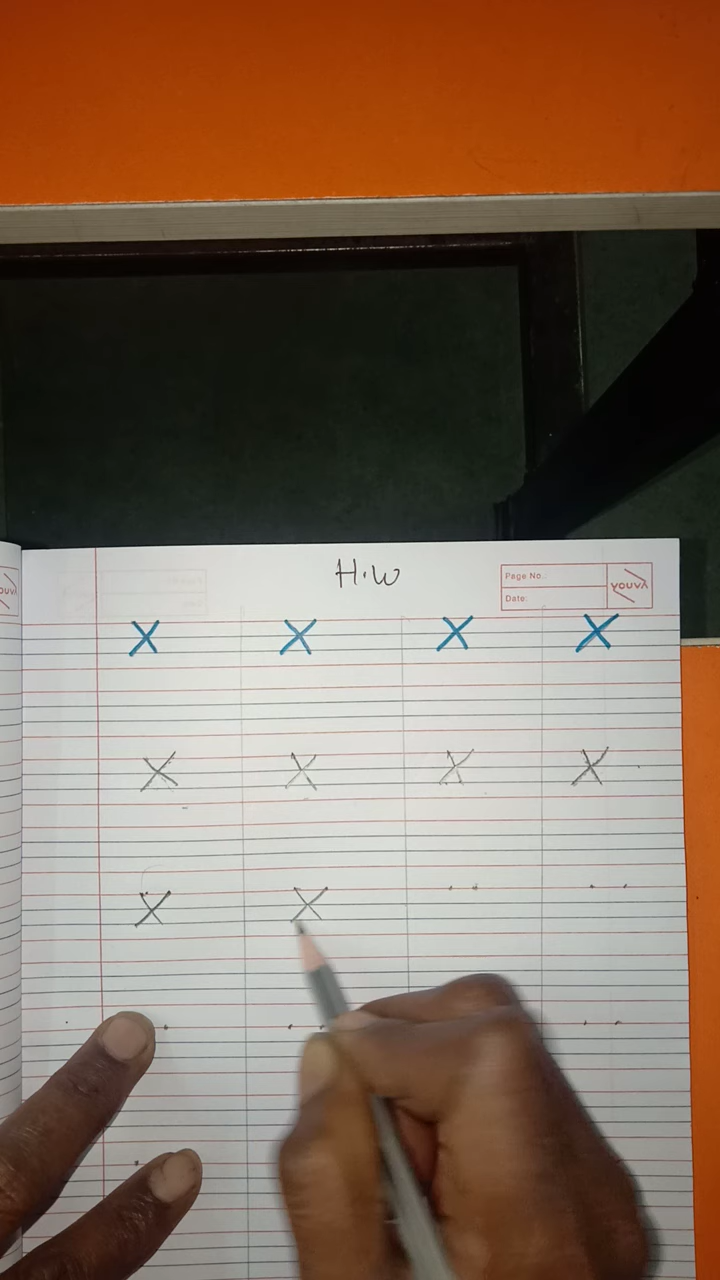 H.W
Page No.:
Date:
YOUVA
X X X X
X X X X
X X